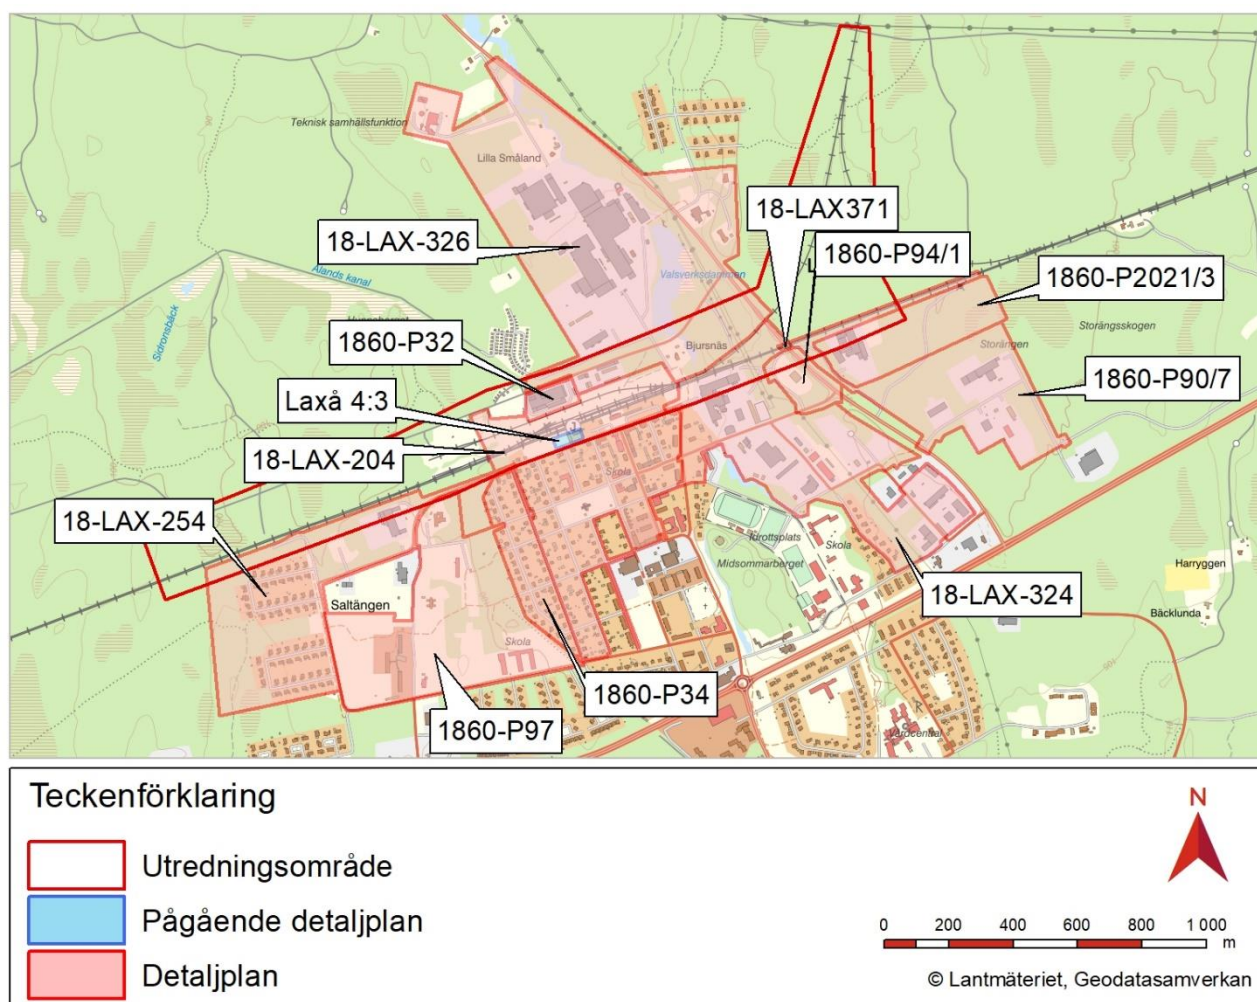 Teknisk samhällsfunktion
Lilla Småland
18-LAX371
18-LAX-326
1860-P94/1
L
Ålands kanal
Valsverksdammen
1860-P2021/3
Sidronsbäck
Storängsskogen
1860-P32
Bjursnäs
Storängen
Laxå 4:3
1860-P90/7
18-LAX-204
Skola
18-LAX-254
Idrottsplats
Skola
Midsommarberget
Harryggen
Saltängen
18-LAX-324
Bäcklunda
Skola
1860-P34
1860-P97
Vårdcentral
Teckenförklaring
Utredningsområde
Pågående detaljplan
Detaljplan
N
0 200 400 600 800 1 000
m
© Lantmäteriet, Geodatasamverkan